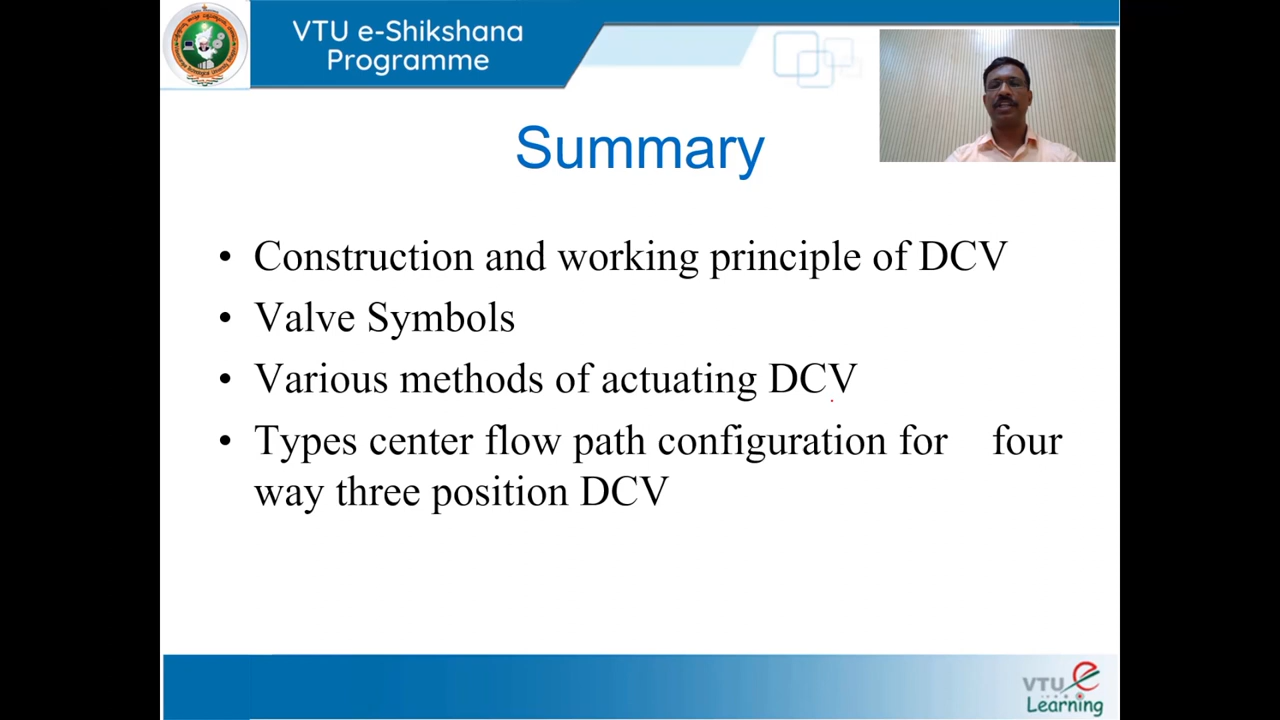 VTU e-Shikshana
Programme
Summary
• Construction and working principle of DCV
• Valve Symbols
• Various methods of actuating DCV
• Types center flow path configuration for four
way three position DCV
VTU e
Learning